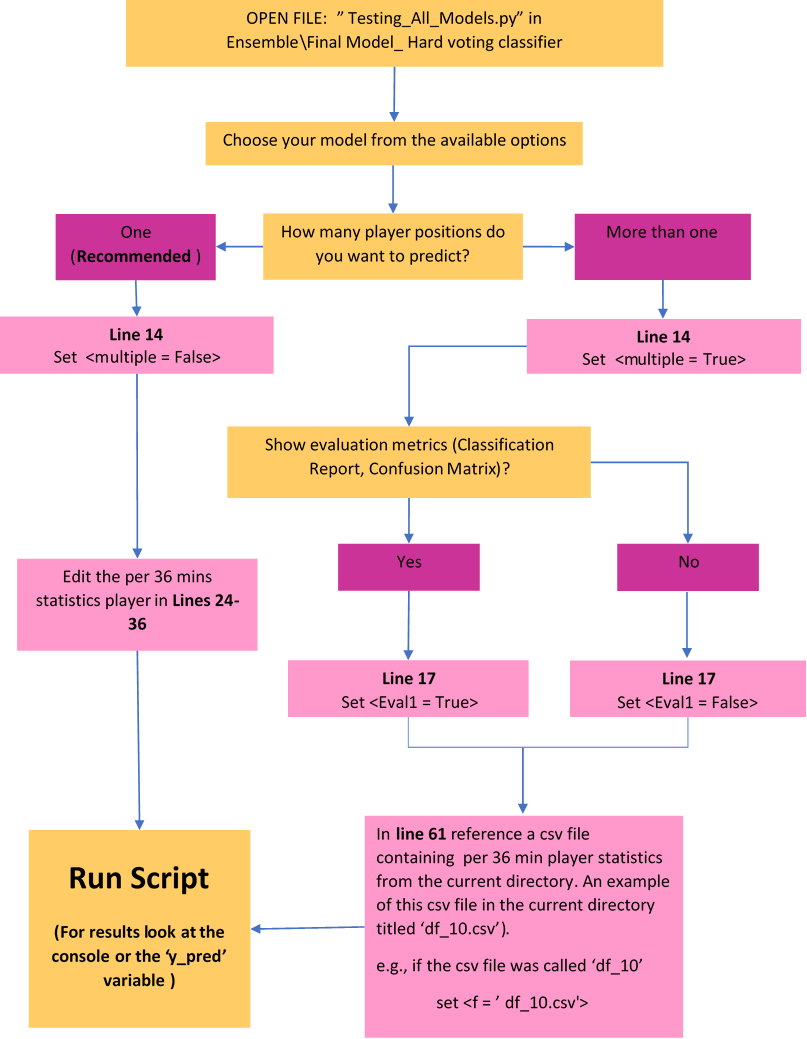 OPEN FILE:  ” Testing_All_Models.py” in
Ensemble\Final Model_ Hard voting classifier
Choose your model from the available options
How many player positions do
you want to predict?
One
(Recommended )
More than one
Line 14
Set  <multiple = False>
Line 14
Set  <multiple = True>
Show evaluation metrics (Classification
Report, Confusion Matrix)?
Yes
No
Edit the per 36 mins
statistics player in Lines 24-
36
Line 17
Set <Eval1 = True>
Line 17
Set <Eval1 = False>
In line 61 reference a csv file
containing  per 36 min player statistics
from the current directory. An example
of this csv file in the current directory
titled ‘df_10.csv’).
e.g., if the csv file was called ‘df_10’
set <f = ’ df_10.csv'>
Run Script
(For results look at the
console or the ‘y_pred’
variable )